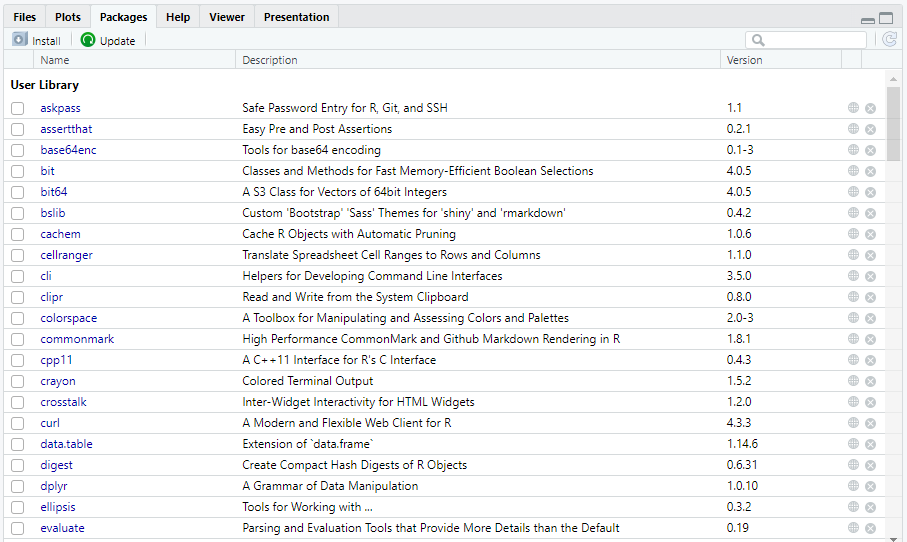 Files Plots Packages Help Viewer Presentation
Install Update
Name Description Version
User Library
askpass Safe Password Entry for R, Git, and SSH 1.1
assertthat Easy Pre and Post Assertions 0.2.1
base64enc Tools for base64 encoding 0.1-3
bit Classes and Methods for Fast Memory-Efficient Boolean Selections 4.0.5
bit64 A S3 Class for Vectors of 64bit Integers 4.0.5
bslib Custom 'Bootstrap' 'Sass' Themes for 'shiny' and 'rmarkdown' 0.4.2
cachem Cache R Objects with Automatic Pruning 1.0.6
cellranger Translate Spreadsheet Cell Ranges to Rows and Columns 1.1.0
cli Helpers for Developing Command Line Interfaces 3.5.0
clipr Read and Write from the System Clipboard 0.8.0
colorspace A Toolbox for Manipulating and Assessing Colors and Palettes 2.0-3
commonmark High Performance CommonMark and Github Markdown Rendering in R 1.8.1
cpp11 A C++11 Interface for R's C Interface 0.4.3
crayon Colored Terminal Output 1.5.2
crosstalk Inter-Widget Interactivity for HTML Widgets 1.2.0
curl A Modern and Flexible Web Client for R 4.3.3
data.table Extension of `data.frame` 1.14.6
digest Create Compact Hash Digests of R Objects 0.6.31
dplyr A Grammar of Data Manipulation 1.0.10
ellipsis Tools for Working with ... 0.3.2
evaluate Parsing and Evaluation Tools that Provide More Details than the Default 0.19